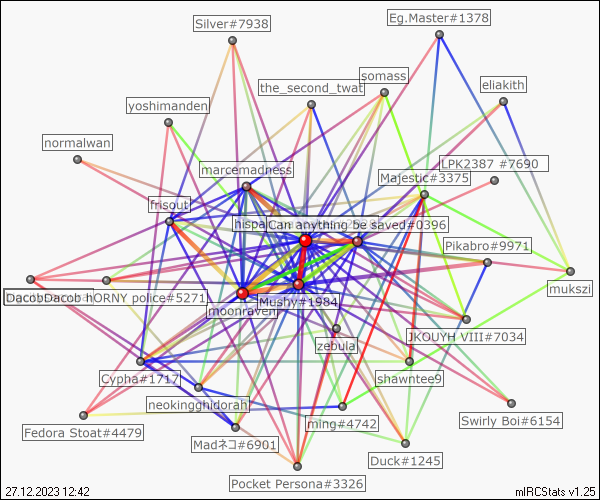 Eg.Master#1378
Silver#7938
somass
the_second_twat
eliakith
yoshimanden
normalwan
LPK2387 #7690
marcemadness
Majestic#3375
frisout
hispa
Can anything be saved#0396
Pikabro#9971
mukszi
HORNY police#5271
Mushy#1984
moonraven
JKOUYH VIII#7034
zebula
Cypha#1717
shawntee9
neokingghidorah
ming#4742
Swirly Boi#6154
Fedora Stoat#4479
Madネコ#6901
Duck#1245
Pocket Persona#3326
27.12.2023 12:42
mIRCStats v1.25